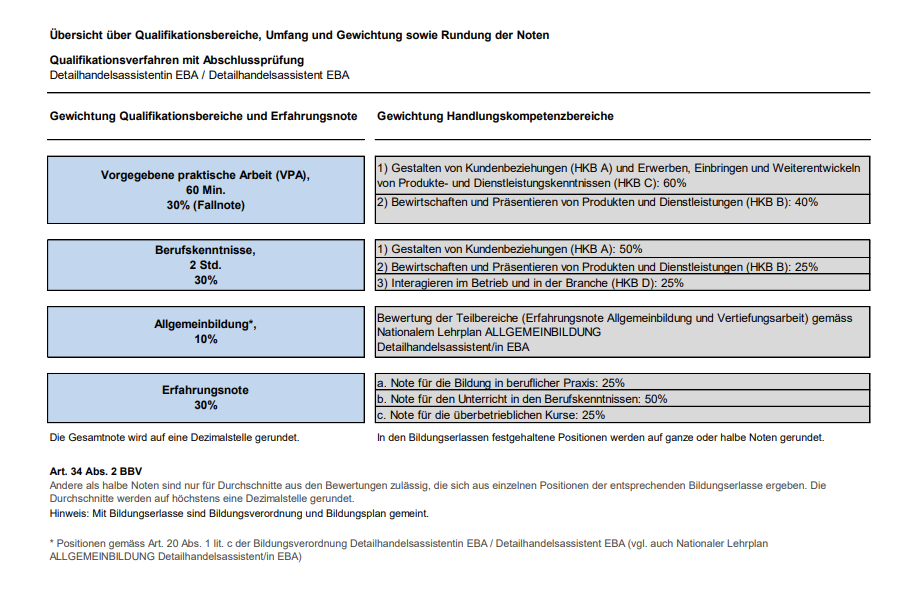 Übersicht über Qualifikationsbereiche, Umfang und Gewichtung sowie Rundung der Noten
Qualifikationsverfahren mit Abschlussprüfung
Detailhandelsassistentin EBA / Detailhandelsassistent EBA
Gewichtung Qualifikationsbereiche und Erfahrungsnote
Gewichtung Handlungskompetenzbereiche
Vorgegebene praktische Arbeit (VPA),
60 Min.
30% (Fallnote)
1) Gestalten von Kundenbeziehungen (HKB A) und Erwerben, Einbringen und Weiterentwickeln
von Produkte- und Dienstleistungskenntnissen (HKB C): 60%
2) Bewirtschaften und Präsentieren von Produkten und Dienstleistungen (HKB B): 40%
Berufskenntnisse,
2 Std.
30%
1) Gestalten von Kundenbeziehungen (HKB A): 50%
2) Bewirtschaften und Präsentieren von Produkten und Dienstleistungen (HKB B): 25%
3) Interagieren im Betrieb und in der Branche (HKB D): 25%
Allgemeinbildung*,
10%
Bewertung der Teilbereiche (Erfahrungsnote Allgemeinbildung und Vertiefungsarbeit) gemäss
Nationalem Lehrplan ALLGEMEINBILDUNG
Detailhandelsassistent/in EBA
Erfahrungsnote
30%
a. Note für die Bildung in beruflicher Praxis: 25%
b. Note für den Unterricht in den Berufskenntnissen: 50%
c. Note für die überbetrieblichen Kurse: 25%
Die Gesamtnote wird auf eine Dezimalstelle gerundet.
In den Bildungserlassen festgehaltene Positionen werden auf ganze oder halbe Noten gerundet.
Art. 34 Abs. 2 BBV
Andere als halbe Noten sind nur für Durchschnitte aus den Bewertungen zulässig, die sich aus einzelnen Positionen der entsprechenden Bildungserlasse ergeben. Die
Durchschnitte werden auf höchstens eine Dezimalstelle gerundet.
Hinweis: Mit Bildungserlasse sind Bildungsverordnung und Bildungsplan gemeint.
* Positionen gemäss Art. 20 Abs. 1 lit. c der Bildungsverordnung Detailhandelsassistentin EBA / Detailhandelsassistent EBA (vgl. auch Nationaler Lehrplan
ALLGEMEINBILDUNG Detailhandelsassistent/in EBA)